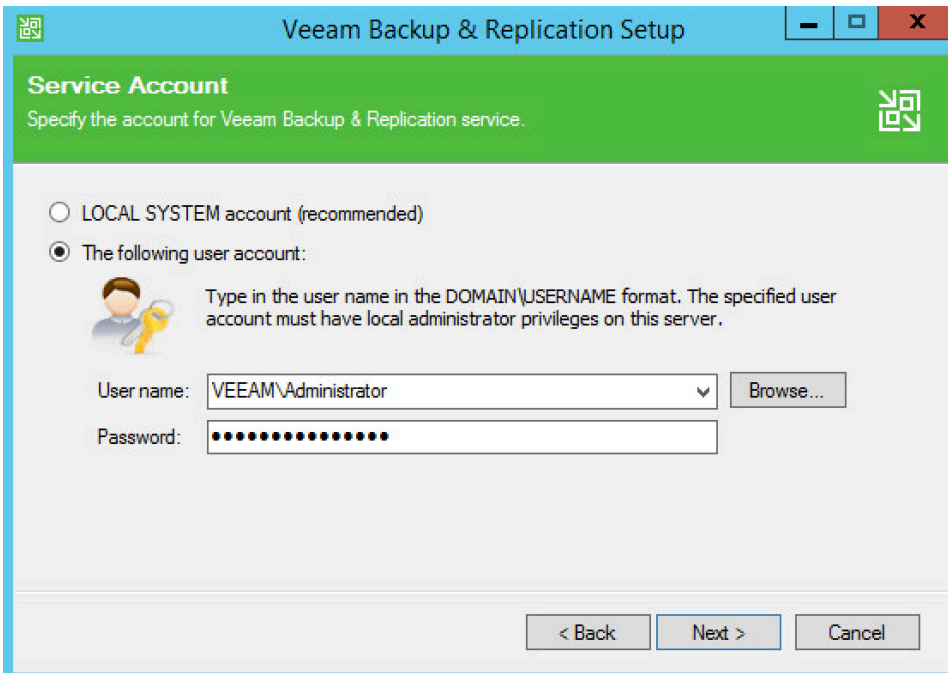 Veeam Backup & Replication Setup
Service Account
Specify the account for Veeam Backup & Replication service.
LOCAL SYSTEM account (recommended)
The following user account:
Type in the user name in the DOMAIN\USERNAME format. The specified user
account must have local administrator privileges on this server.
User name: VEEAM\Administrator Browse...
Password: •••••••••••••••
< Back Next > Cancel